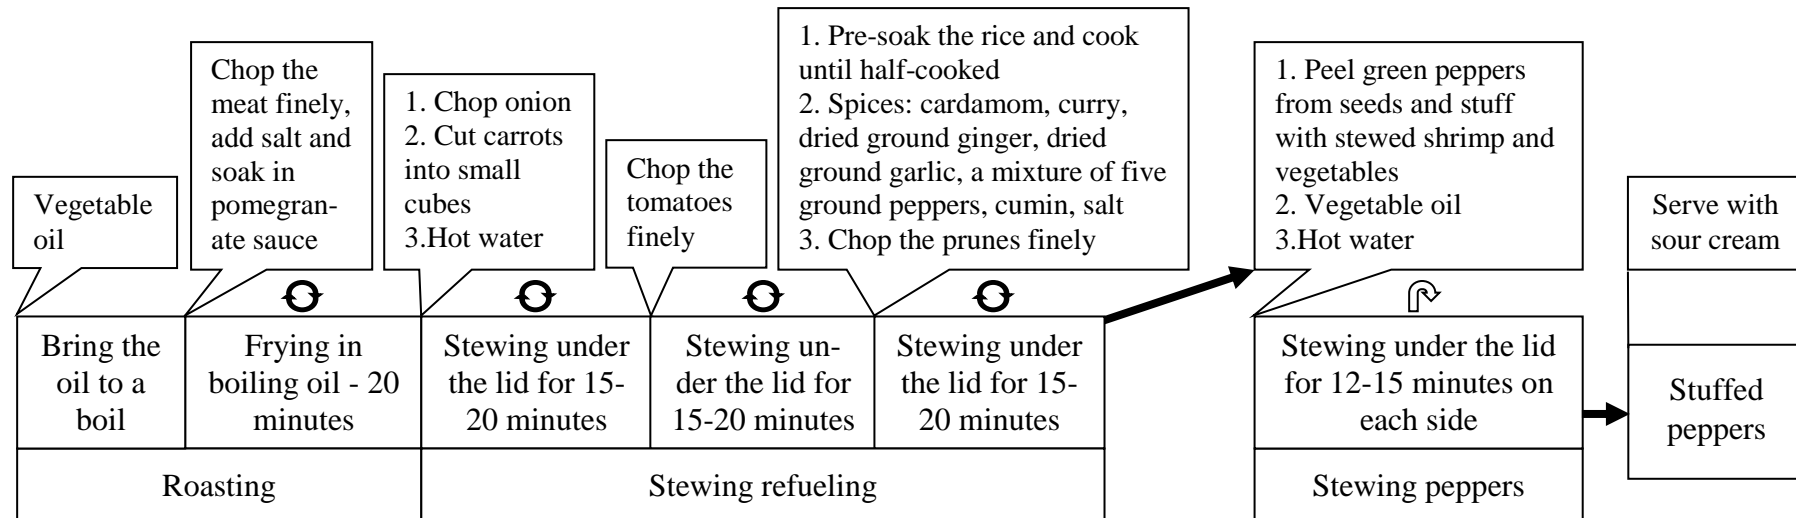 Vegetable
oil
Chop the
meat finely,
add salt and
soak in
pomegran-
ate sauce
1. Chop onion
2. Cut carrots
into small
cubes
3.Hot water
Chop the
tomatoes
finely
1. Pre-soak the rice and cook
until half-cooked
2. Spices: cardamom, curry,
dried ground ginger, dried
ground garlic, a mixture of five
ground peppers, cumin, salt
3. Chop the prunes finely
1. Peel green peppers
from seeds and stuff
with stewed shrimp and
vegetables
2. Vegetable oil
3.Hot water
Serve with
sour cream
Bring the
oil to a
boil
Frying in
boiling oil - 20
minutes
Stewing under
the lid for 15-
20 minutes
Stewing un-
der the lid for
15-20 minutes
Stewing under
the lid for 15-
20 minutes
Stewing under the lid
for 12-15 minutes on
each side
Stuffed
peppers
Roasting
Stewing refueling
Stewing peppers